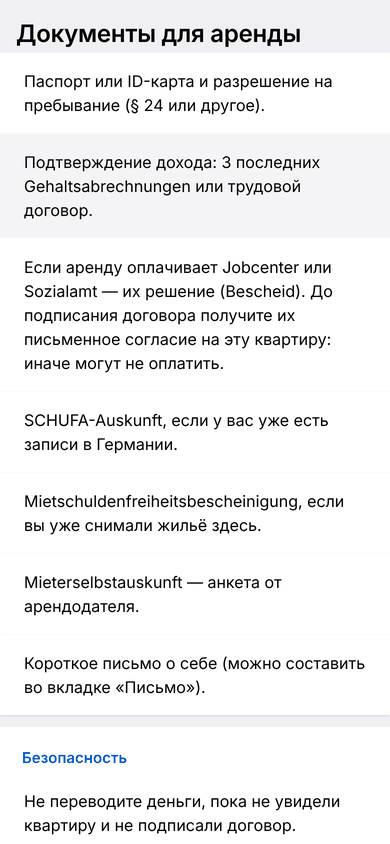 Документы для аренды
Паспорт или ID-карта и разрешение на
пребывание (§ 24 или другое).
Подтверждение дохода: 3 последних
Gehaltsabrechnungen или трудовой
договор.
Если аренду оплачивает Jobcenter или
Sozialamt — их решение (Bescheid). До
подписания договора получите их
письменное согласие на эту квартиру:
иначе могут не оплатить.
SCHUFA-Auskunft, если у вас уже есть
записи в Германии.
Mietschuldenfreiheitsbescheinigung, если
вы уже снимали жильё здесь.
Mieterselbstauskunft — анкета от
арендодателя.
Короткое письмо о себе (можно составить
во вкладке «Письмо»).
Безопасность
Не переводите деньги, пока не увидели
квартиру и не подписали договор.